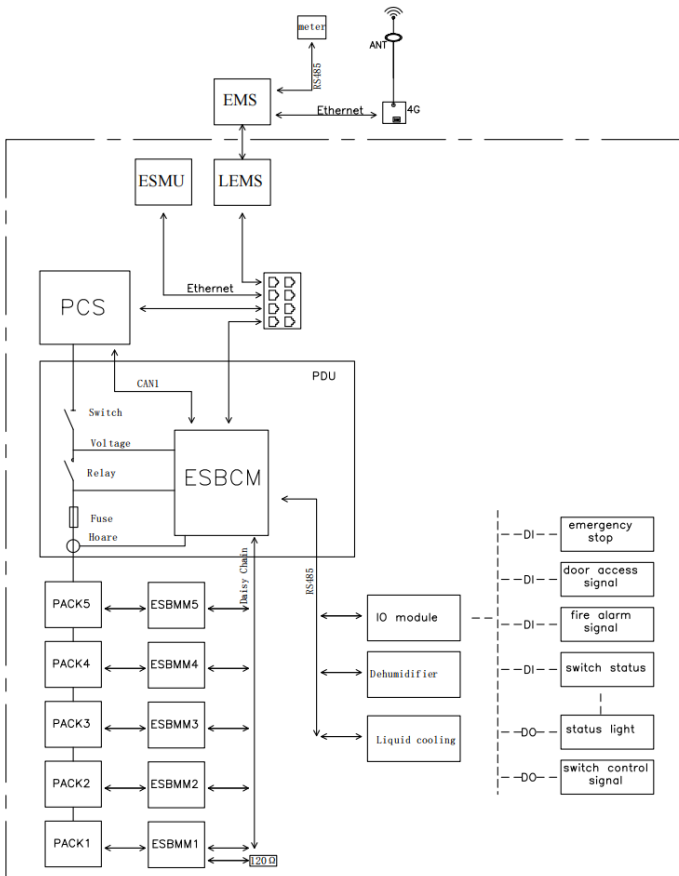 meter
ANT
RS485
EMS
Ethernet
4G
ESMU
LEMS
Ethernet
PCS
PDU
CAN1
Switch
Voltage
ESBCM
Relay
Fuse
Hoare
Daisy Chain
RS485
PACK5
ESBMM5
PACK4
ESBMM4
PACK3
ESBMM3
PACK2
ESBMM2
PACK1
ESBMM1
120Ω
IO module
Dehumidifier
Liquid cooling
DI
emergency
stop
DI
door access
signal
DI
fire alarm
signal
DI
switch status
DO
status light
DO
switch control
signal